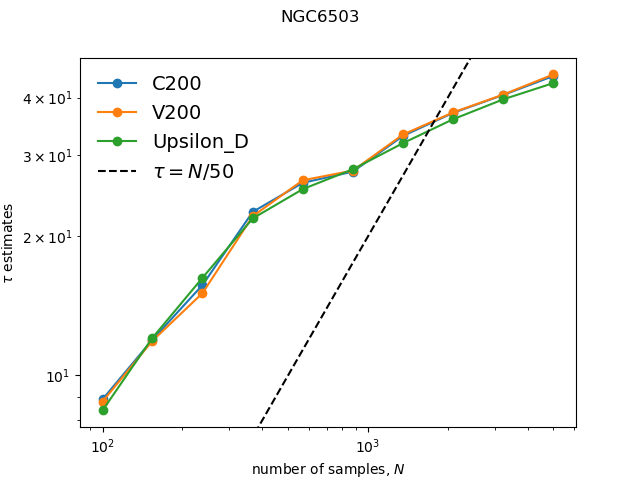 NGC6503
C200
V200
Upsilon_D
τ = N/50
4 × 10¹
3 × 10¹
2 × 10¹
10¹
τ estimates
10² 10³
number of samples, N